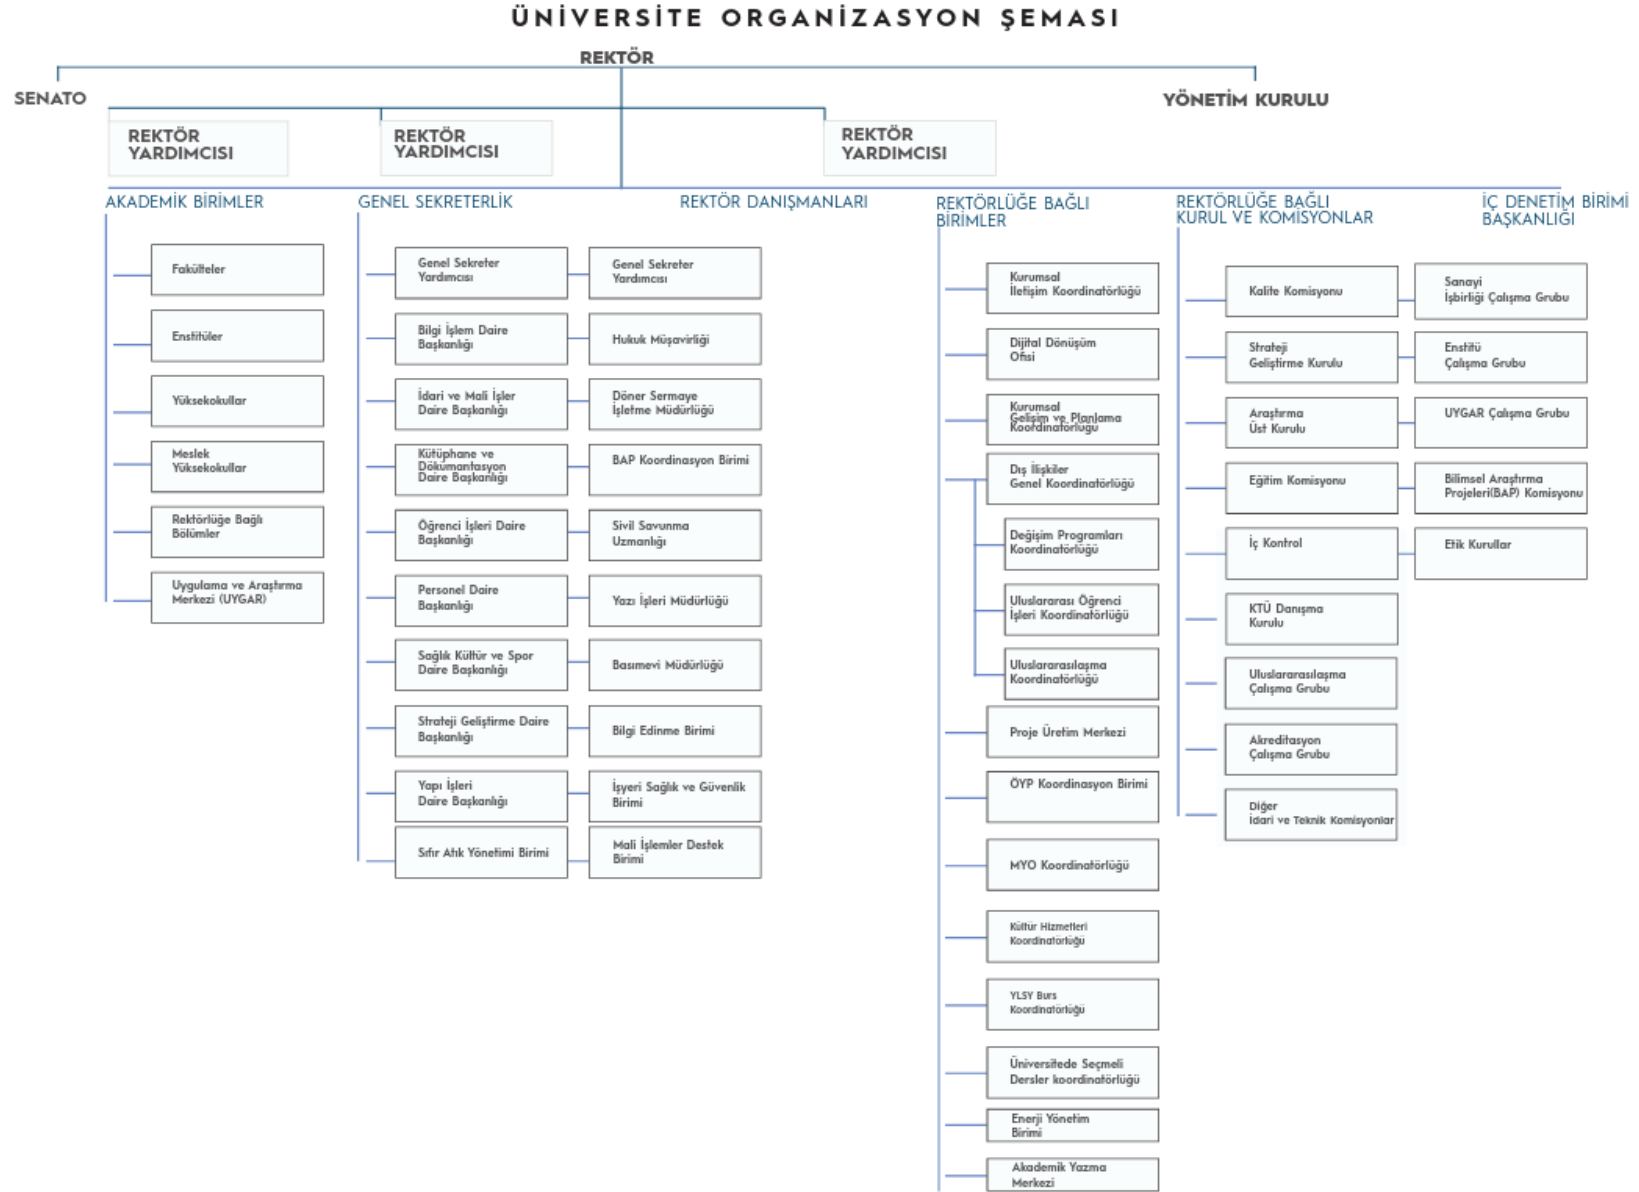 ÜNİVERSİTE ORGANİZASYON ŞEMASI
REKTÖR
SENATO
YÖNETİM KURULU
REKTÖR
YARDIMCISI
REKTÖR
YARDIMCISI
REKTÖR
YARDIMCISI
AKADEMİK BİRİMLER
Fakülteler
Enstitüler
Yüksekokullar
Meslek
Yüksekokullar
Rektörlüğe Bağlı
Bölümler
Uygulama ve Araştırma
Merkezi (UYGAR)
GENEL SEKRETERLİK
Genel Sekreter
Yardımcısı
Bilgi İşlem Daire
Başkanlığı
İdari ve Mali İşler
Daire Başkanlığı
Kütüphane ve
Dökümantasyon
Daire Başkanlığı
Öğrenci İşleri Daire
Başkanlığı
Personel Daire
Başkanlığı
Sağlık Kültür ve Spor
Daire Başkanlığı
Strateji Geliştirme Daire
Başkanlığı
Yapı İşleri
Daire Başkanlığı
Sıfır Atık Yönetimi Birimi
Genel Sekreter
Yardımcısı
Hukuk Müşavirliği
Döner Sermaye
İşletme Müdürlüğü
BAP Koordinasyon Birimi
Sivil Savunma
Uzmanlığı
Yazı İşleri Müdürlüğü
Basımevi Müdürlüğü
Bilgi Edinme Birimi
İşyeri Sağlık ve Güvenlik
Birimi
Mali İşlemler Destek
Birimi
REKTÖR DANIŞMANLARI
REKTÖRLÜĞE BAĞLI
BİRİMLER
Kurumsal
İletişim Koordinatörlüğü
Dijital Dönüşüm
Ofisi
Kurumsal
Gelişim ve Planlama
Koordinatörlüğü
Dış İlişkiler
Genel Koordinatörlüğü
Değişim Programları
Koordinatörlüğü
Uluslararası Öğrenci
İşleri Koordinatörlüğü
Uluslararasılaşma
Koordinatörlüğü
Proje Üretim Merkezi
ÖYP Koordinasyon Birimi
MYO Koordinatörlüğü
Kültür Hizmetleri
Koordinatörlüğü
YLSY Burs
Koordinatörlüğü
Üniversitede Seçmeli
Dersler koordinatörlüğü
Enerji Yönetim
Birimi
Akademik Yazma
Merkezi
REKTÖRLÜĞE BAĞLI
KURUL VE KOMİSYONLAR
Kalite Komisyonu
Strateji
Geliştirme Kurulu
Araştırma
Üst Kurulu
Eğitim Komisyonu
İç Kontrol
KTÜ Danışma
Kurulu
Uluslararasılaşma
Çalışma Grubu
Akreditasyon
Çalışma Grubu
Diğer
İdari ve Teknik Komisyonlar
Sanayi
İşbirliği Çalışma Grubu
Enstitü
Çalışma Grubu
UYGAR Çalışma Grubu
Bilimsel Araştırma
Projeleri(BAP) Komisyonu
Etik Kurullar
İÇ DENETİM BİRİMİ
BAŞKANLIĞI